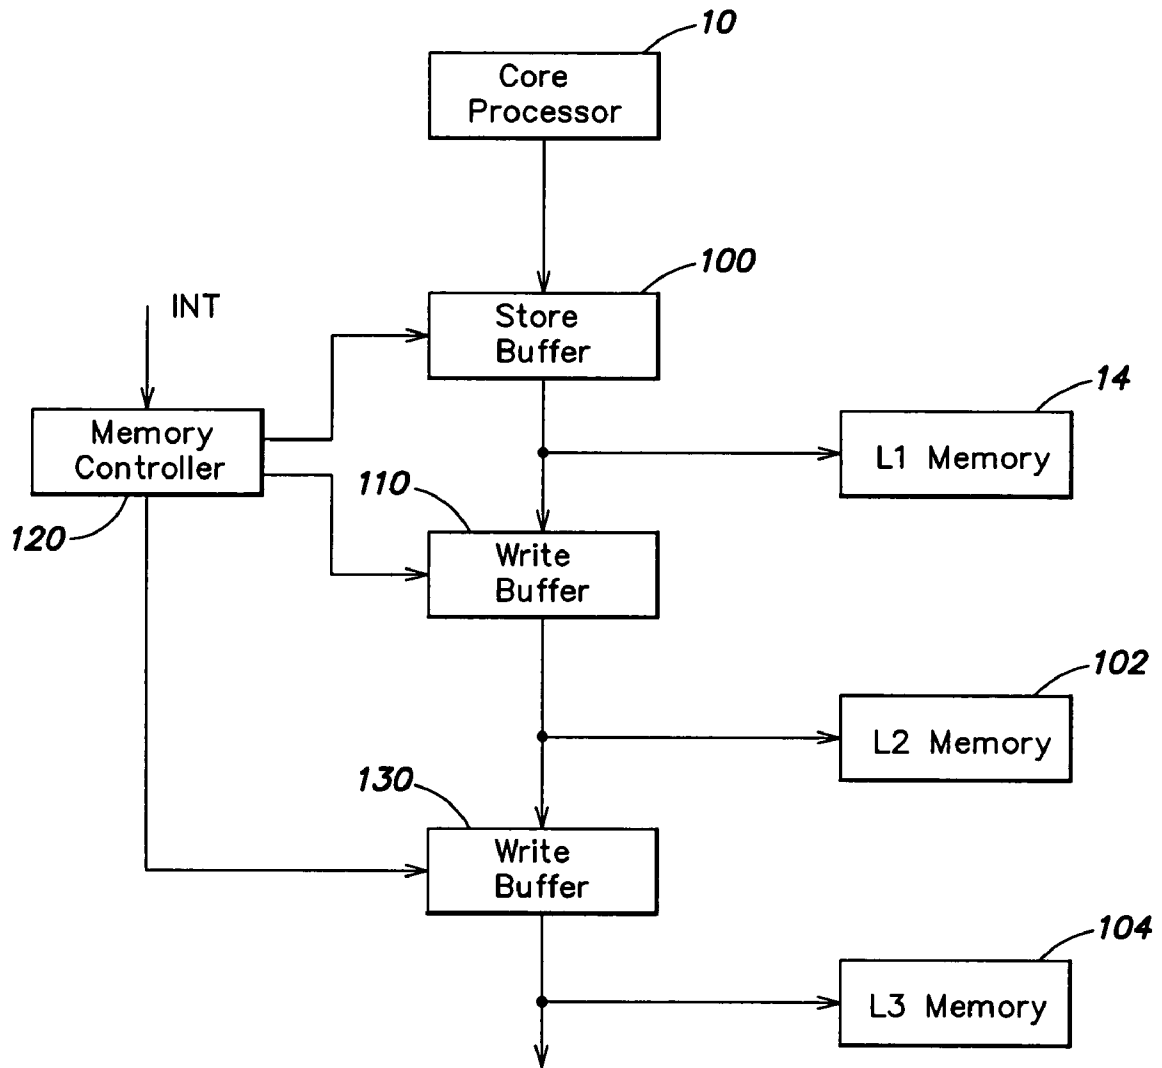 10
Core
Processor
100
INT
Store
Buffer
14
Memory
Controller
L1 Memory
110
120
Write
Buffer
102
L2 Memory
130
Write
Buffer
104
L3 Memory